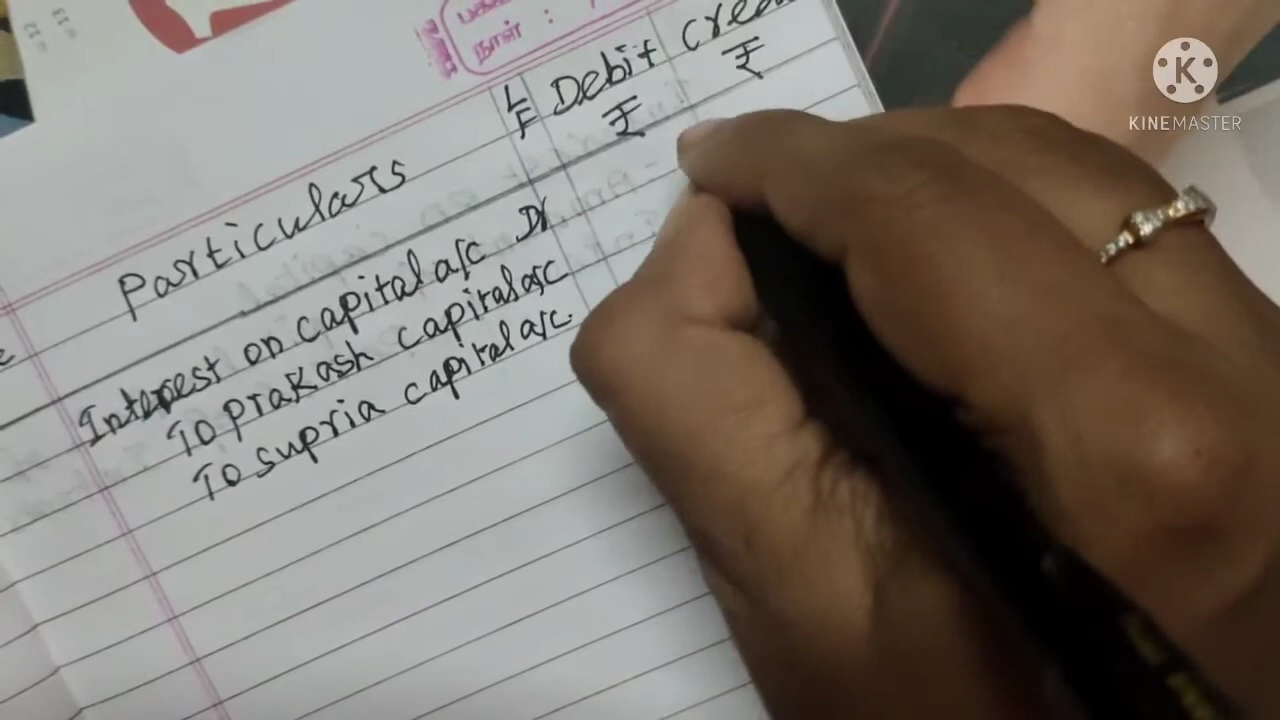 நாள் :
L F Debit Credit
₹ ₹
Particulars
Interest on capital a/c Dr
To Prakash capital a/c
To Supria capital a/c.
K
KINEMASTER